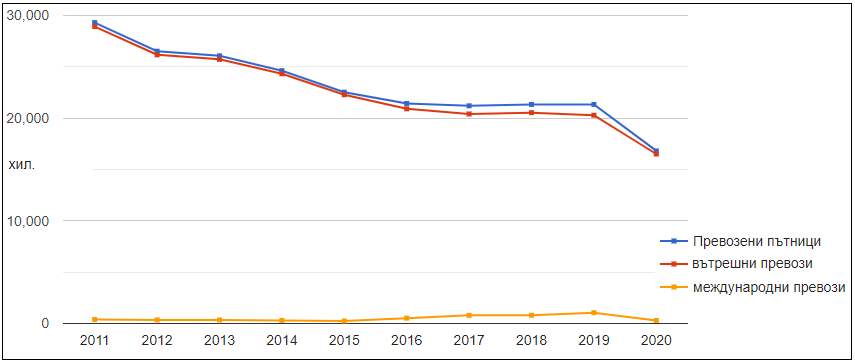 30,000
20,000
хил.
10,000
Превозени пътници
вътрешни превози
международни превози
0
2011 2012 2013 2014 2015 2016 2017 2018 2019 2020